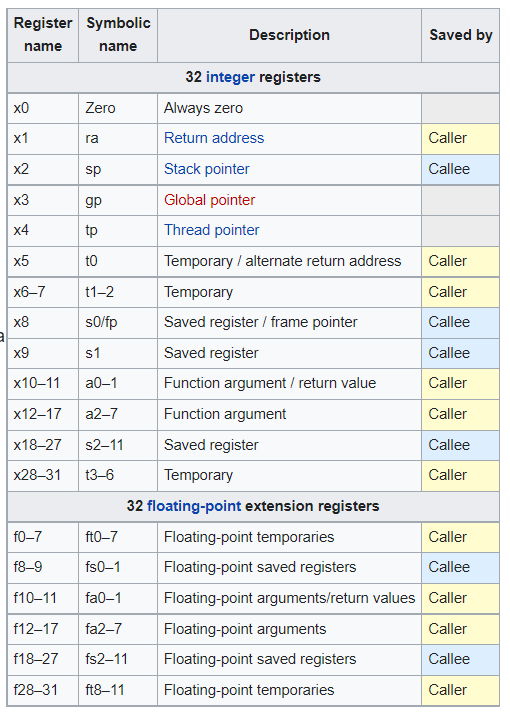 Register name Symbolic name Description Saved by
32 integer registers
x0 Zero Always zero
x1 ra Return address Caller
x2 sp Stack pointer Callee
x3 gp Global pointer
x4 tp Thread pointer
x5 t0 Temporary / alternate return address Caller
x6–7 t1–2 Temporary Caller
x8 s0/fp Saved register / frame pointer Callee
x9 s1 Saved register Callee
x10–11 a0–1 Function argument / return value Caller
x12–17 a2–7 Function argument Caller
x18–27 s2–11 Saved register Callee
x28–31 t3–6 Temporary Caller
32 floating-point extension registers
f0–7 ft0–7 Floating-point temporaries Caller
f8–9 fs0–1 Floating-point saved registers Callee
f10–11 fa0–1 Floating-point arguments/return values Caller
f12–17 fa2–7 Floating-point arguments Caller
f18–27 fs2–11 Floating-point saved registers Callee
f28–31 ft8–11 Floating-point temporaries Caller